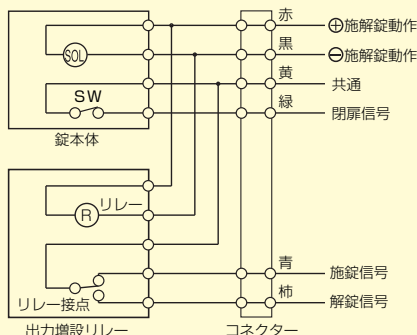 赤 ⊕施解錠動作
SOL 黒 ⊖施解錠動作
黄 共通
SW 緑 閉扉信号
錠本体
R リレー
青 施錠信号
リレー接点 柿 解錠信号
出力増設リレー コネクター